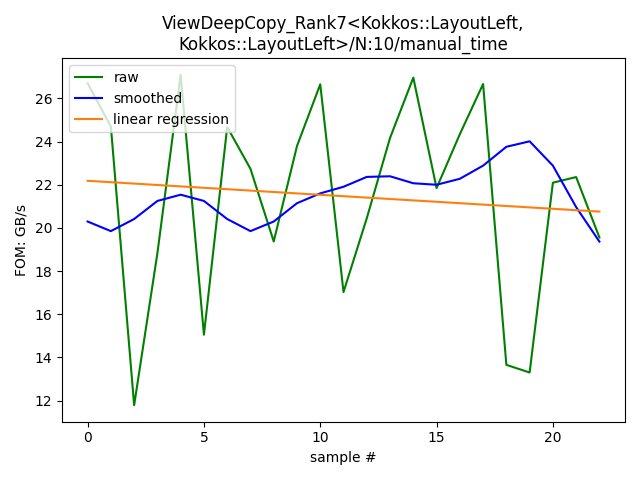 ViewDeepCopy_Rank7<Kokkos::LayoutLeft,
Kokkos::LayoutLeft>/N:10/manual_time
raw
smoothed
linear regression
FOM: GB/s
26
24
22
20
18
16
14
12
0
5
10
15
20
sample #